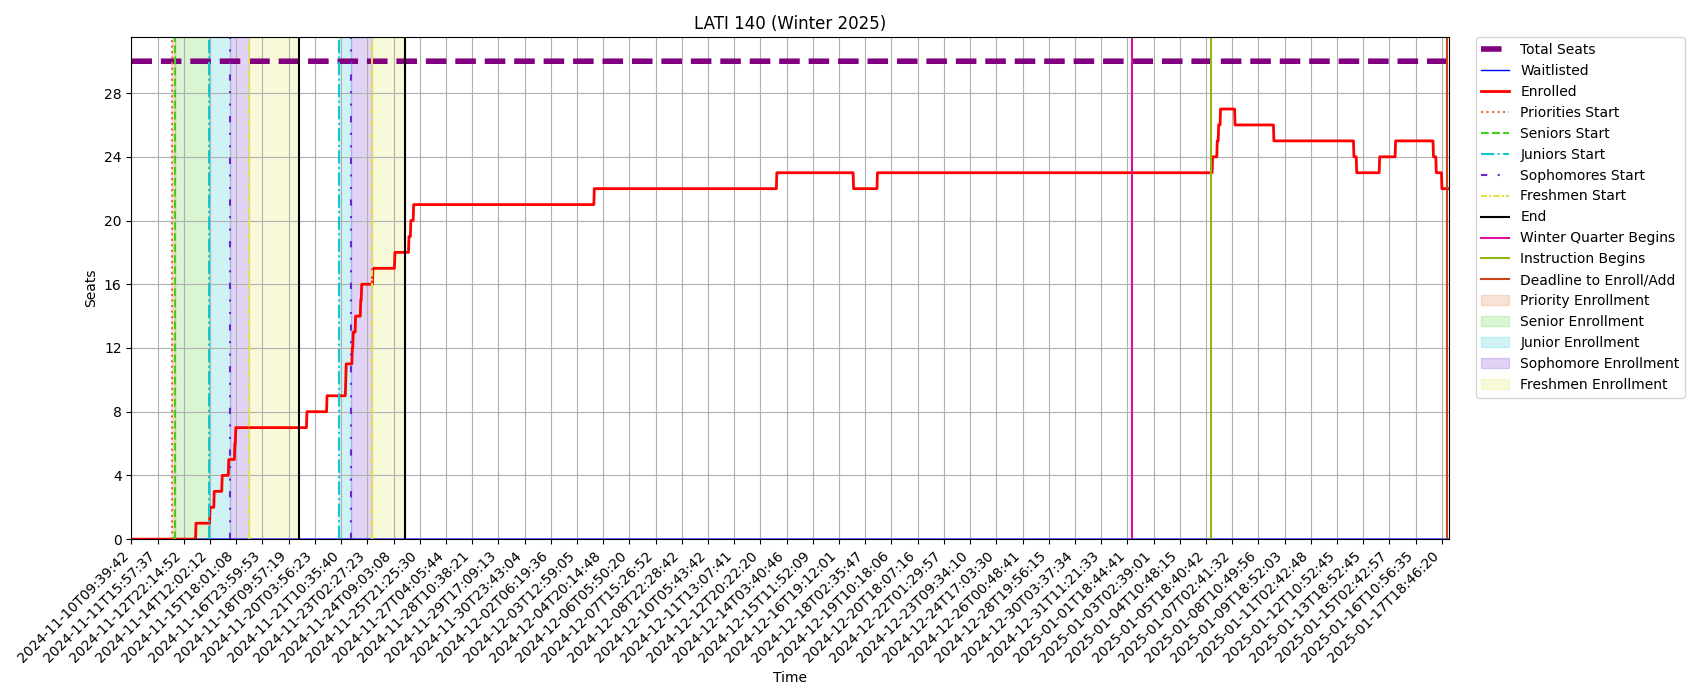 LATI 140 (Winter 2025)
Total Seats
Waitlisted
Enrolled
Priorities Start
Seniors Start
Juniors Start
Sophomores Start
Freshmen Start
End
Winter Quarter Begins
Instruction Begins
Deadline to Enroll/Add
Priority Enrollment
Senior Enrollment
Junior Enrollment
Sophomore Enrollment
Freshmen Enrollment
Seats
28
24
20
16
12
8
4
0
2024-11-10T09:39:42
2024-11-11T15:57:37
2024-11-12T22:14:52
2024-11-14T12:02:12
2024-11-15T18:01:08
2024-11-16T23:59:53
2024-11-18T09:57:19
2024-11-20T03:56:23
2024-11-21T10:35:40
2024-11-23T02:27:23
2024-11-24T09:03:08
2024-11-25T21:25:30
2024-11-27T04:05:44
2024-11-28T10:38:21
2024-11-29T17:09:13
2024-11-30T23:43:04
2024-12-02T06:19:36
2024-12-03T12:59:05
2024-12-04T20:14:48
2024-12-06T05:50:20
2024-12-07T15:26:52
2024-12-08T22:28:42
2024-12-10T05:43:42
2024-12-11T13:07:41
2024-12-12T20:22:20
2024-12-14T03:40:46
2024-12-15T11:52:09
2024-12-16T19:12:01
2024-12-18T02:35:47
2024-12-19T10:18:06
2024-12-20T18:07:16
2024-12-22T01:29:57
2024-12-23T09:34:10
2024-12-24T17:03:30
2024-12-26T00:48:41
2024-12-28T19:56:15
2024-12-30T03:37:34
2024-12-31T11:21:33
2025-01-01T18:44:41
2025-01-03T02:39:01
2025-01-04T10:48:15
2025-01-05T18:40:42
2025-01-07T02:41:32
2025-01-08T10:49:56
2025-01-09T18:52:03
2025-01-11T02:42:48
2025-01-12T10:52:45
2025-01-13T18:52:45
2025-01-15T02:42:57
2025-01-16T10:56:35
2025-01-17T18:46:20
Time